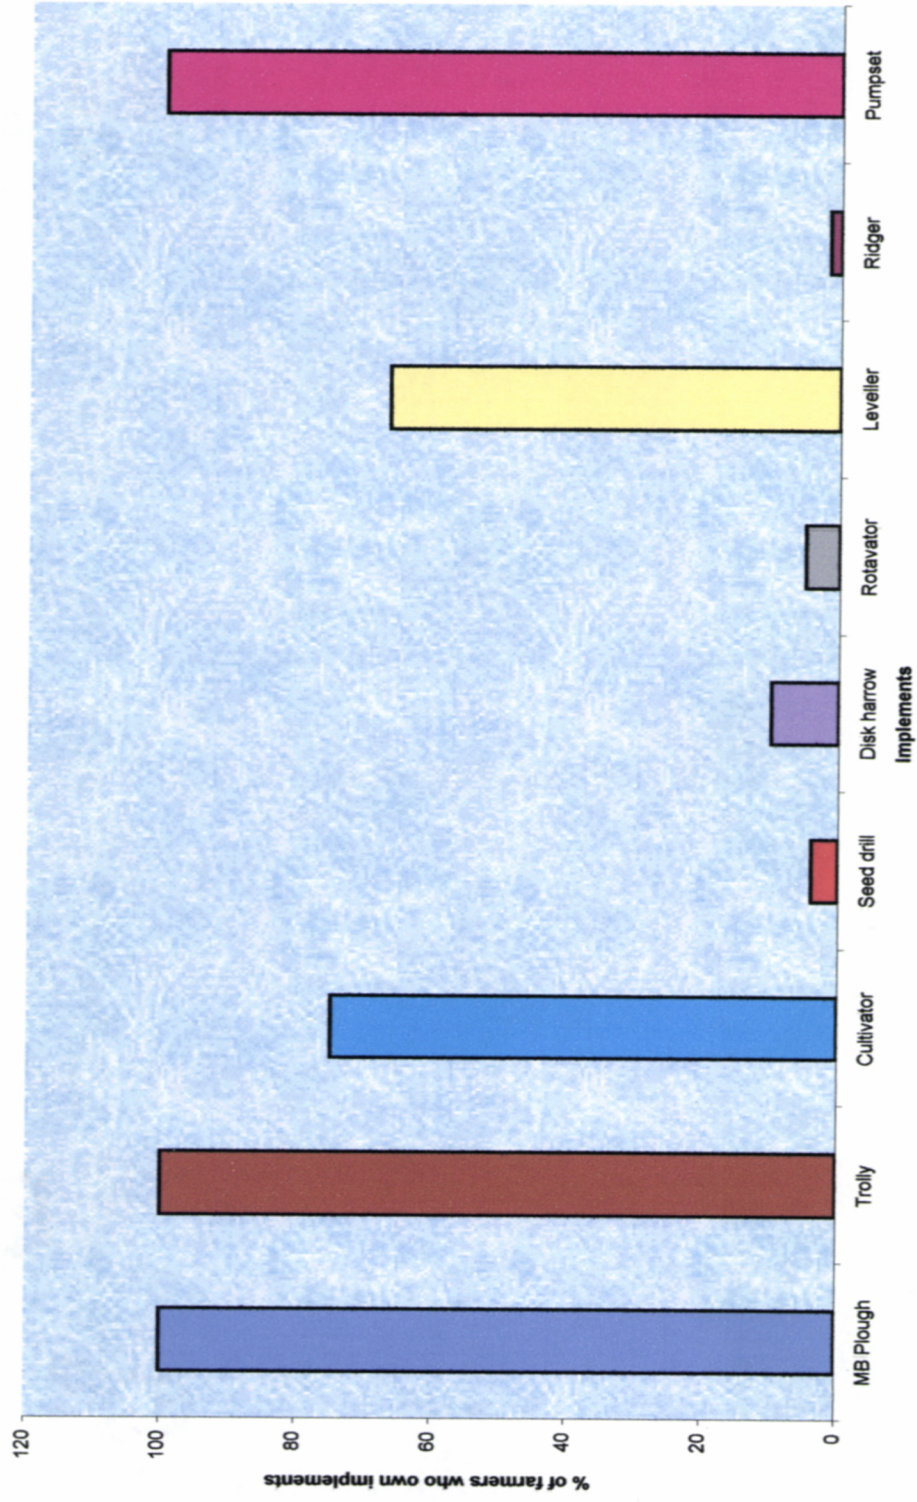 % of farmers who own implements
120
100
80
60
40
20
0
MB Plough
Trolly
Cultivator
Seed drill
Disk harrow
Rotavator
Leveller
Ridger
Pumpset
Implements